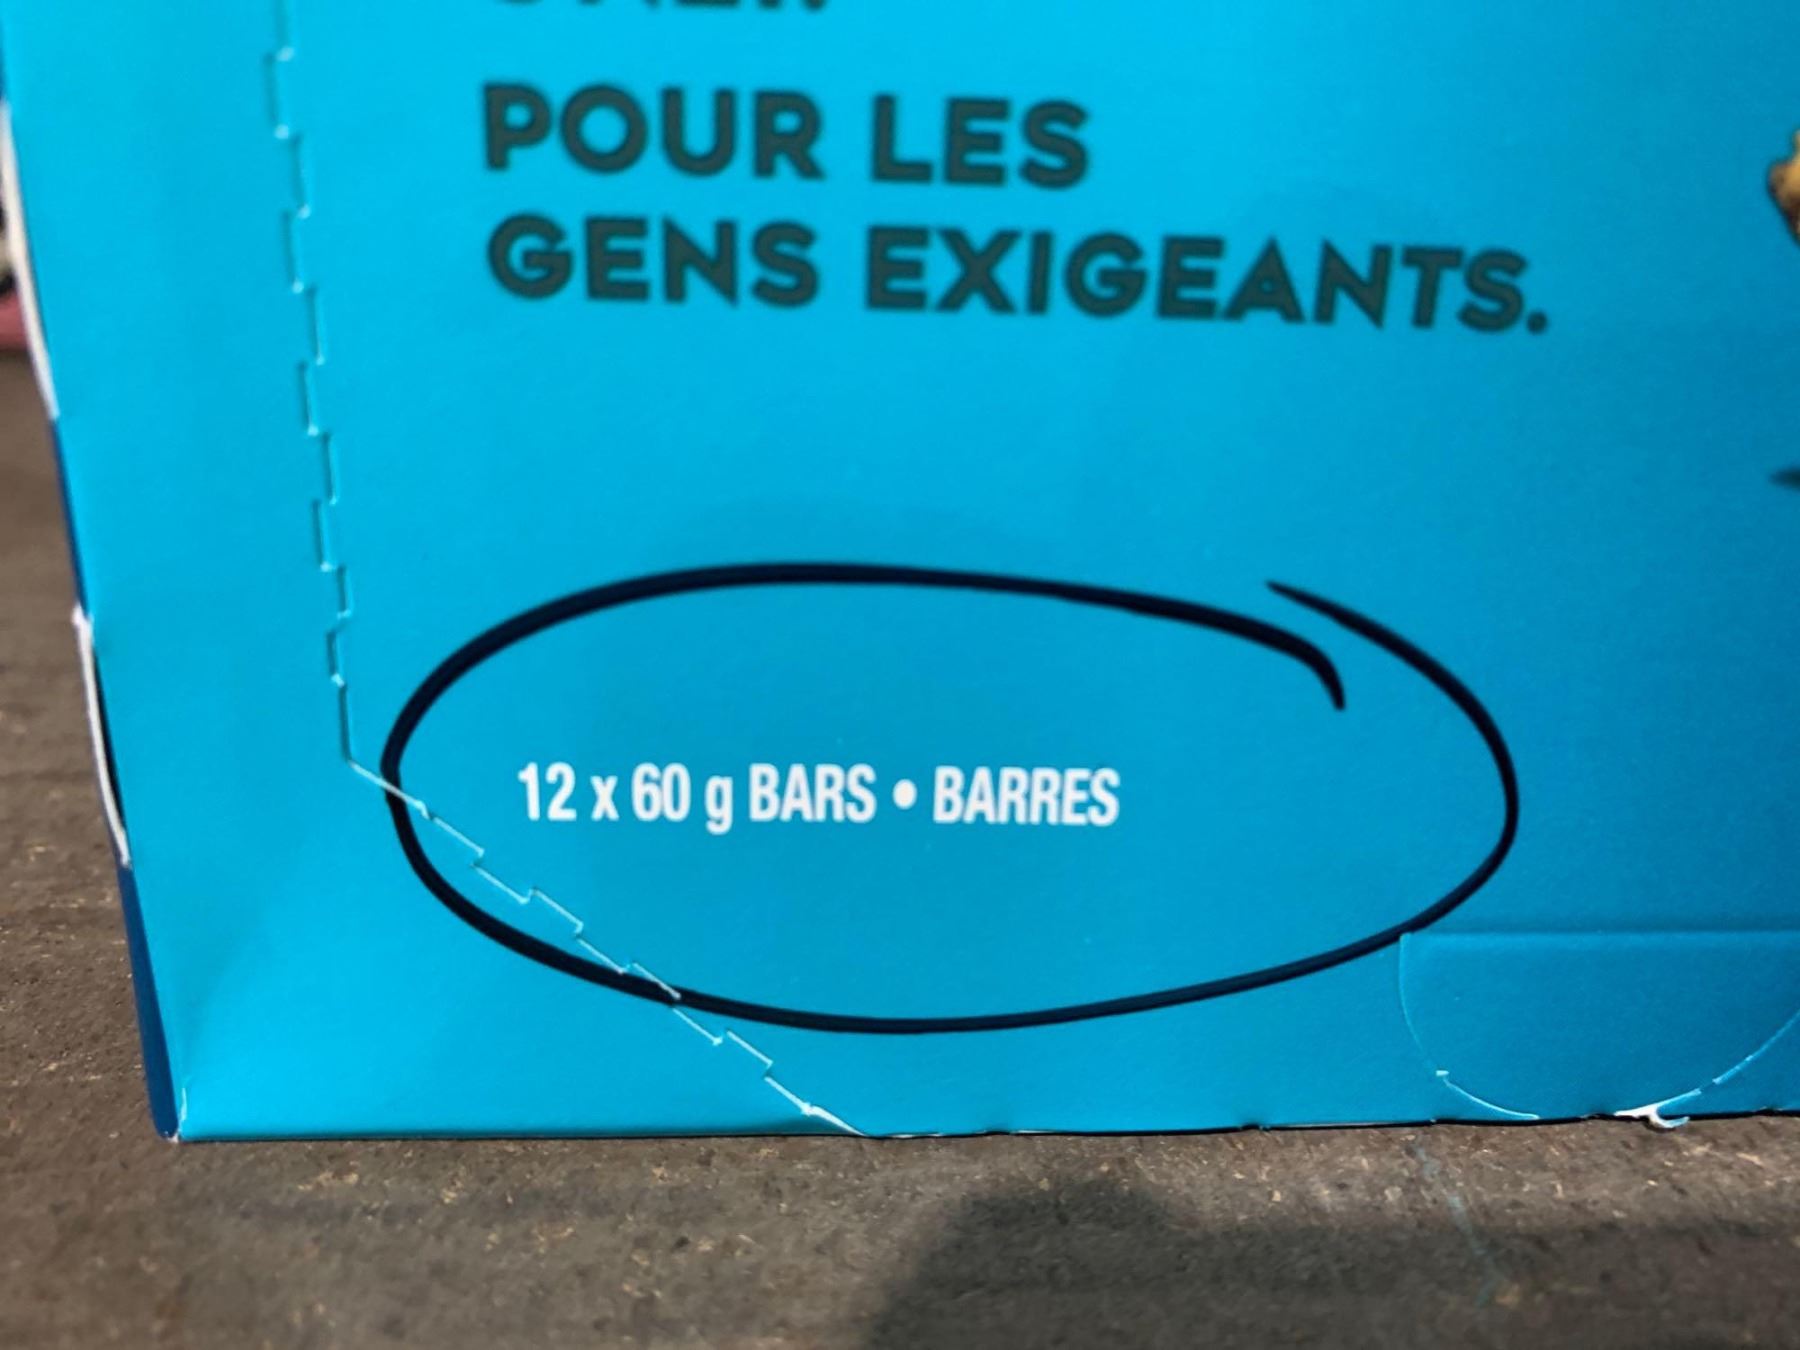 POUR LES
GENS EXIGEANTS.
12 x 60 g BARS • BARRES